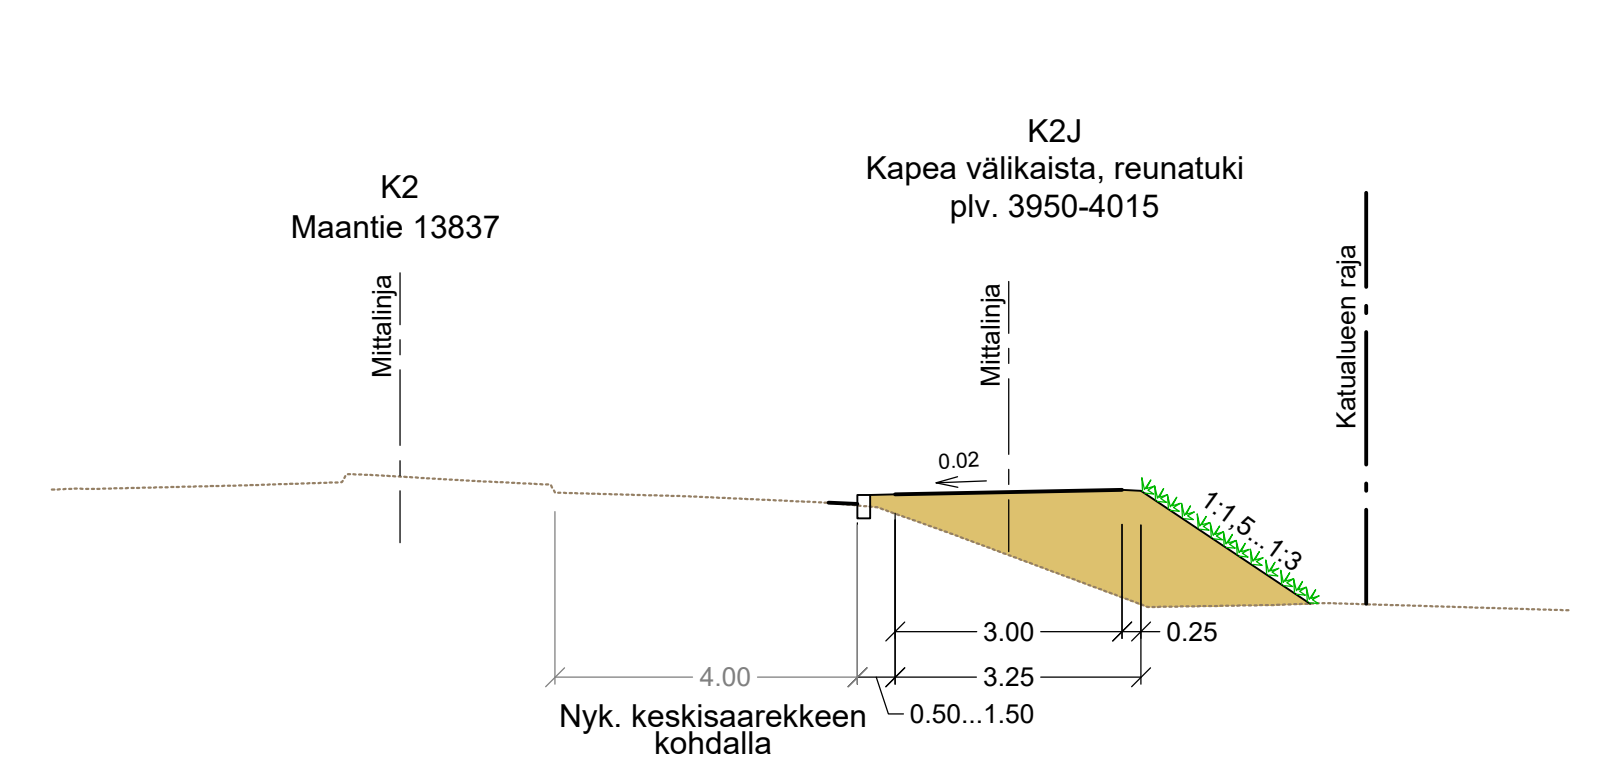 K2J
Kapea välikaista, reunatuki
plv. 3950-4015
K2
Maantie 13837
Mittalinja
Mittalinja
Katualueen raja
0.02
1:1,5... 1:3
3.00
0.25
4.00
3.25
0.50...1.50
Nyk. keskisaarekkeen
kohdalla